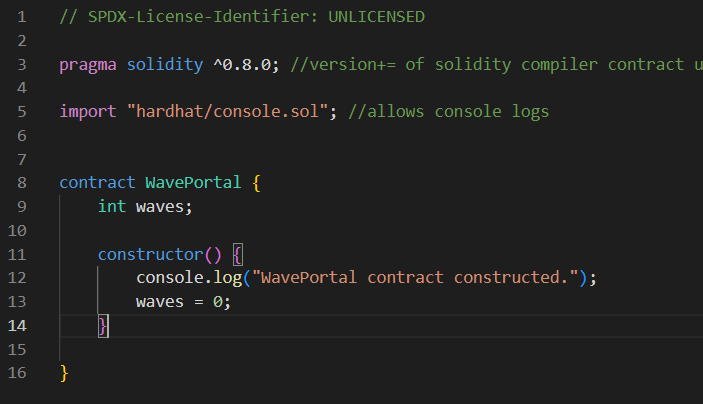 1 // SPDX-License-Identifier: UNLICENSED
2
3 pragma solidity ^0.8.0; //version+= of solidity compiler contract u
4
5 import "hardhat/console.sol"; //allows console logs
6
7
8 contract WavePortal {
9 int waves;
10
11 constructor() {
12 console.log("WavePortal contract constructed.");
13 waves = 0;
14 }
15
16 }